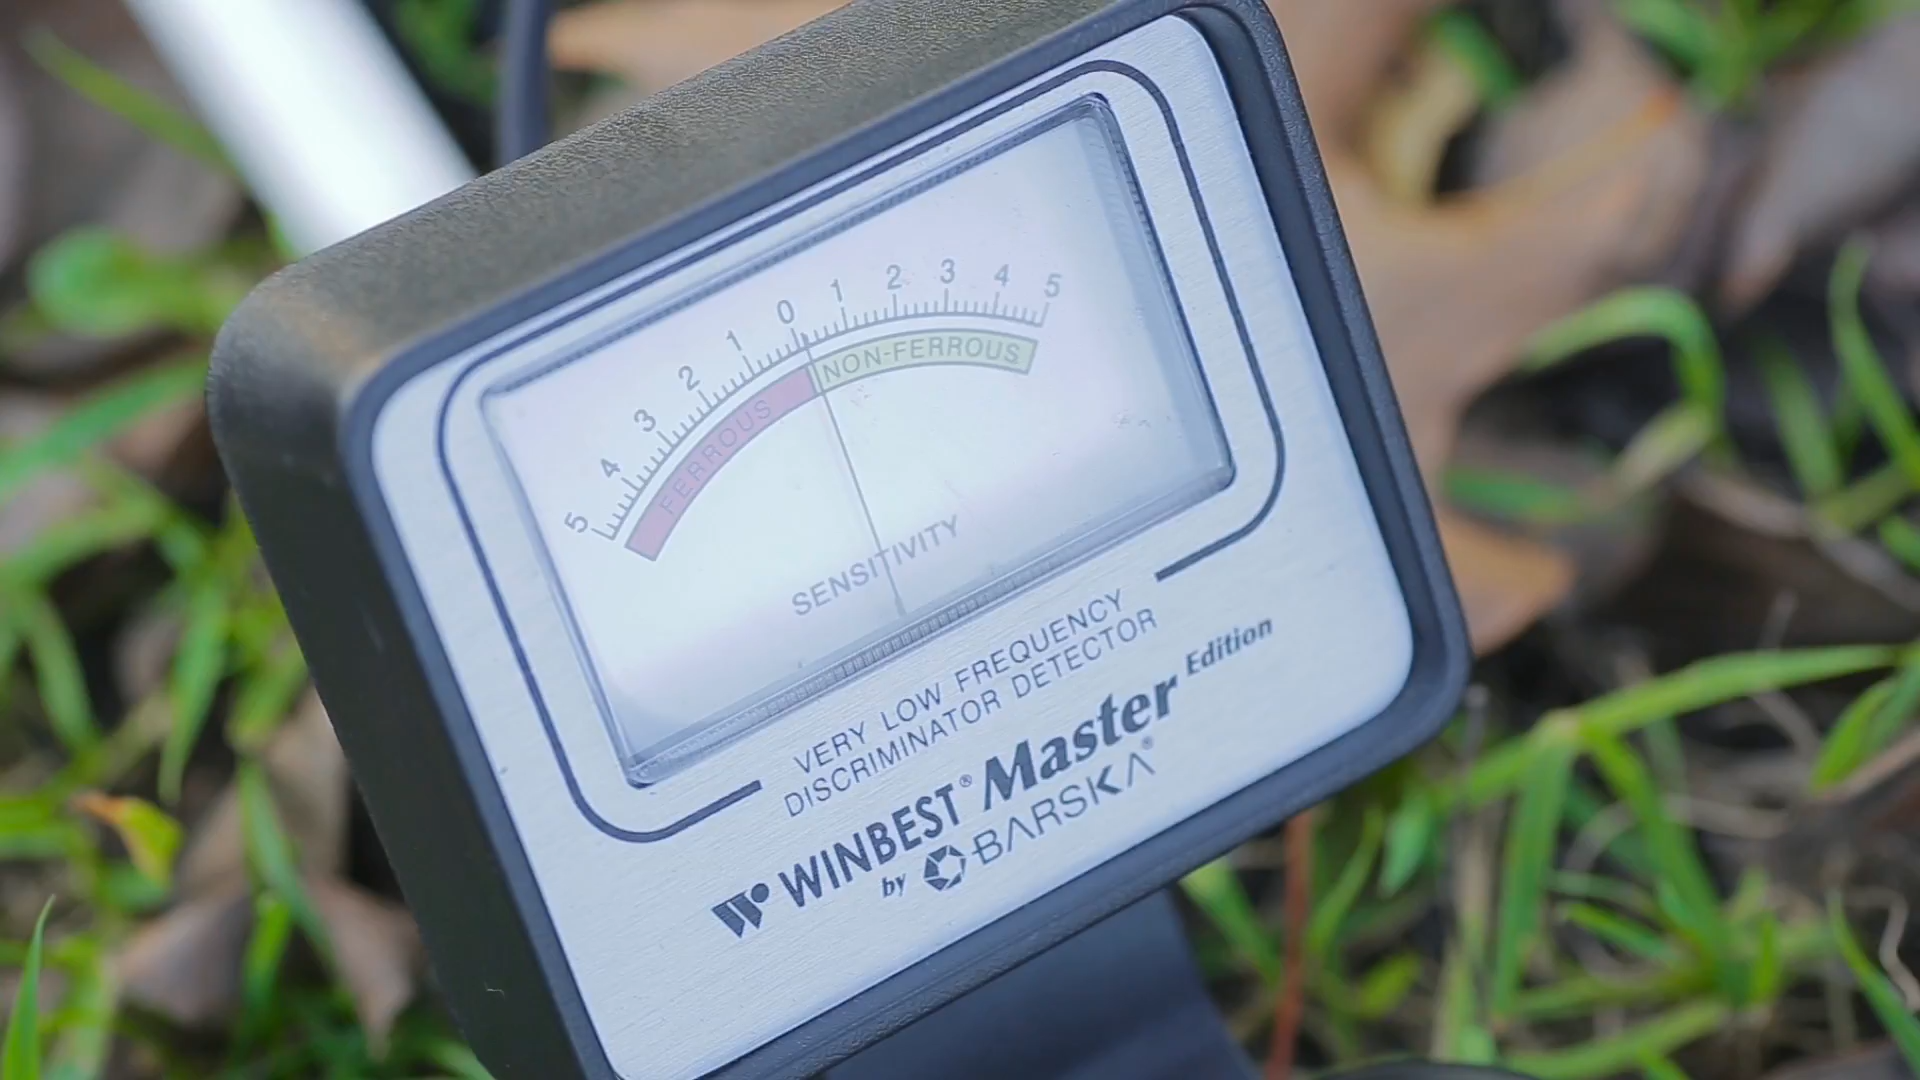 5 4 3 2 1 0 1 2 3 4 5
FERROUS NON-FERROUS
SENSITIVITY
VERY LOW FREQUENCY
DISCRIMINATOR DETECTOR
WINBEST® Master Edition
by BARSKA®